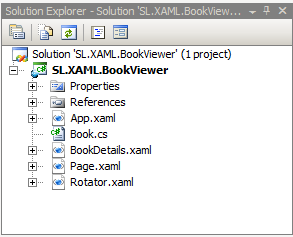 Solution Explorer - Solution 'SL.XAML.BookView...
Solution 'SL.XAML.BookViewer' (1 project)
SL.XAML.BookViewer
Properties
References
App.xaml
Book.cs
BookDetails.xaml
Page.xaml
Rotator.xaml